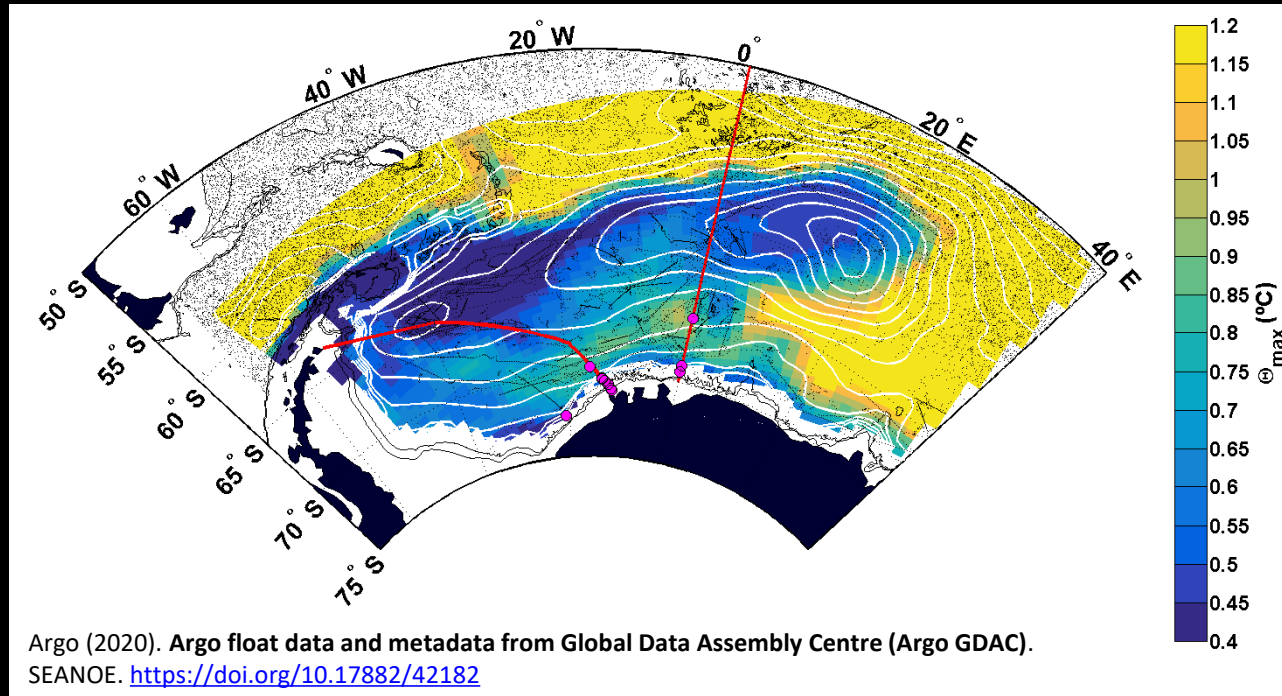 20° W
0°
40° W
20° E
60° W
40° E
50° S
55° S
60° S
65° S
70° S
75° S
1.2
1.15
1.1
1.05
1
0.95
0.9
0.85
0.8
0.75
0.7
0.65
0.6
0.55
0.5
0.45
0.4
Θmax (ºC)
Argo (2020). Argo float data and metadata from Global Data Assembly Centre (Argo GDAC).
SEANOE. https://doi.org/10.17882/42182